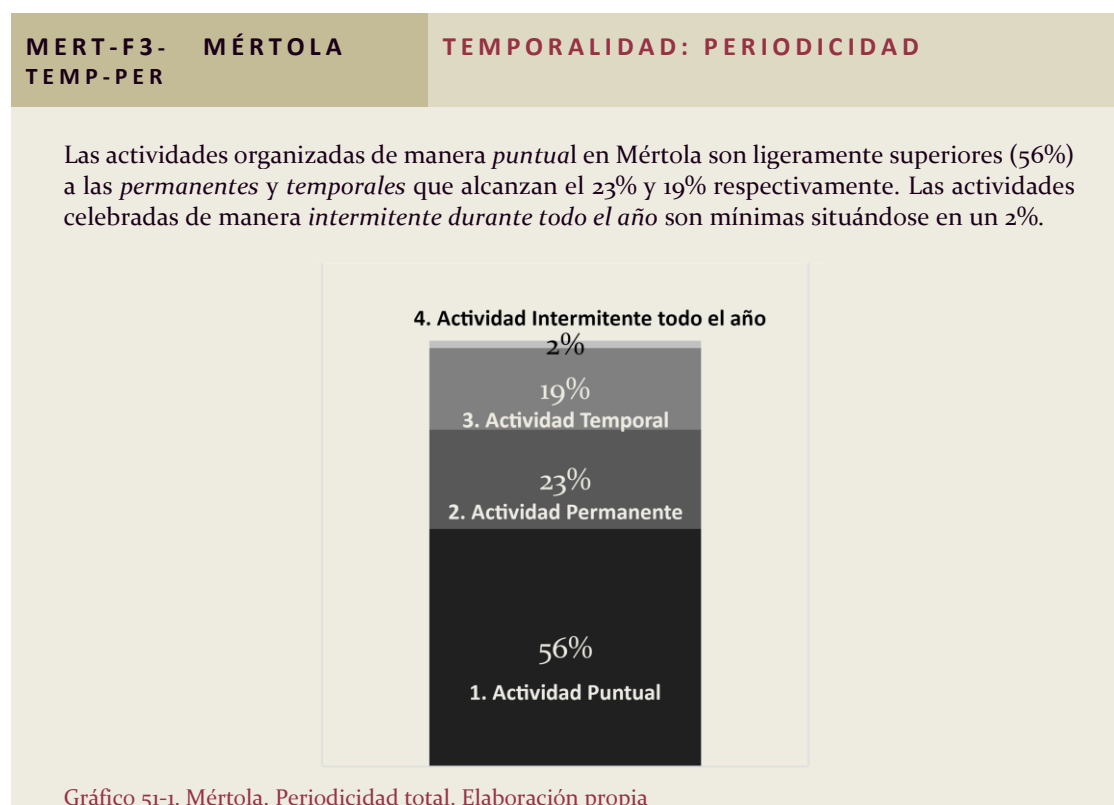 MERT-F3- MÉRTOLA
TEMP-PER
TEMPORALIDAD: PERIODICIDAD
Las actividades organizadas de manera puntual en Mértola son ligeramente superiores (56%)
a las permanentes y temporales que alcanzan el 23% y 19% respectivamente. Las actividades
celebradas de manera intermitente durante todo el año son mínimas situándose en un 2%.
4. Actividad Intermitente todo el año
2%
19%
3. Actividad Temporal
23%
2. Actividad Permanente
56%
1. Actividad Puntual
Gráfico 51-1. Mértola. Periodicidad total. Elaboración propia